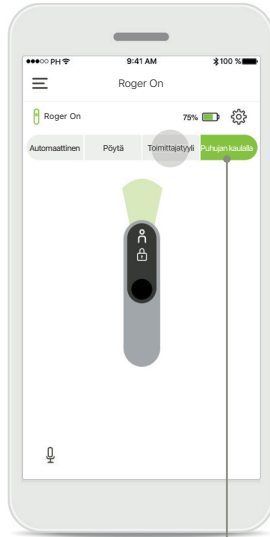 PH 9:41 AM 100 %
Roger On
Roger On 75%
Automaattinen Pöytä Toimittajatyyli Puhujan kaulalla